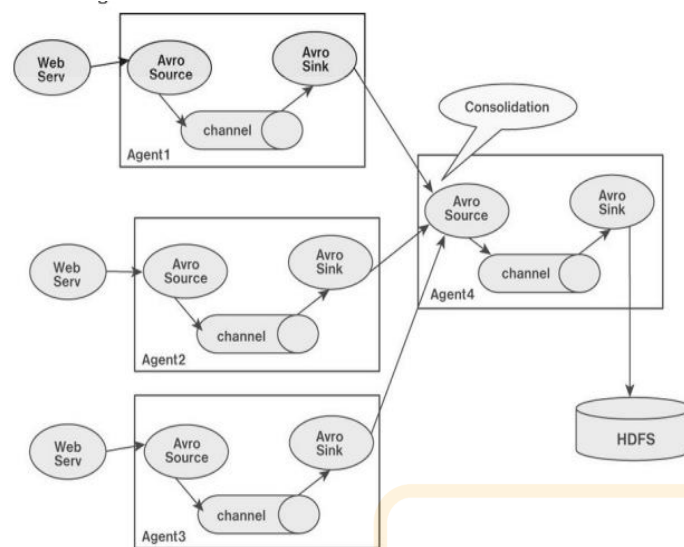 Web
Serv
Avro
Source
Avro
Sink
channel
Agent1
Consolidation
Web
Serv
Avro
Source
Avro
Sink
channel
Agent2
Avro
Source
Avro
Sink
channel
Agent4
Web
Serv
Avro
Source
Avro
Sink
channel
Agent3
HDFS